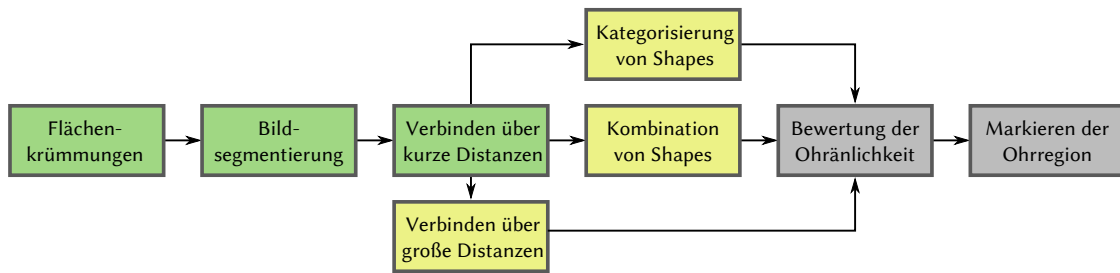 Kategorisierung
von Shapes
Flächen-
krümmungen
Bild-
segmentierung
Verbinden über
kurze Distanzen
Kombination
von Shapes
Bewertung der
Ohränlichkeit
Markieren der
Ohrregion
Verbinden über
große Distanzen